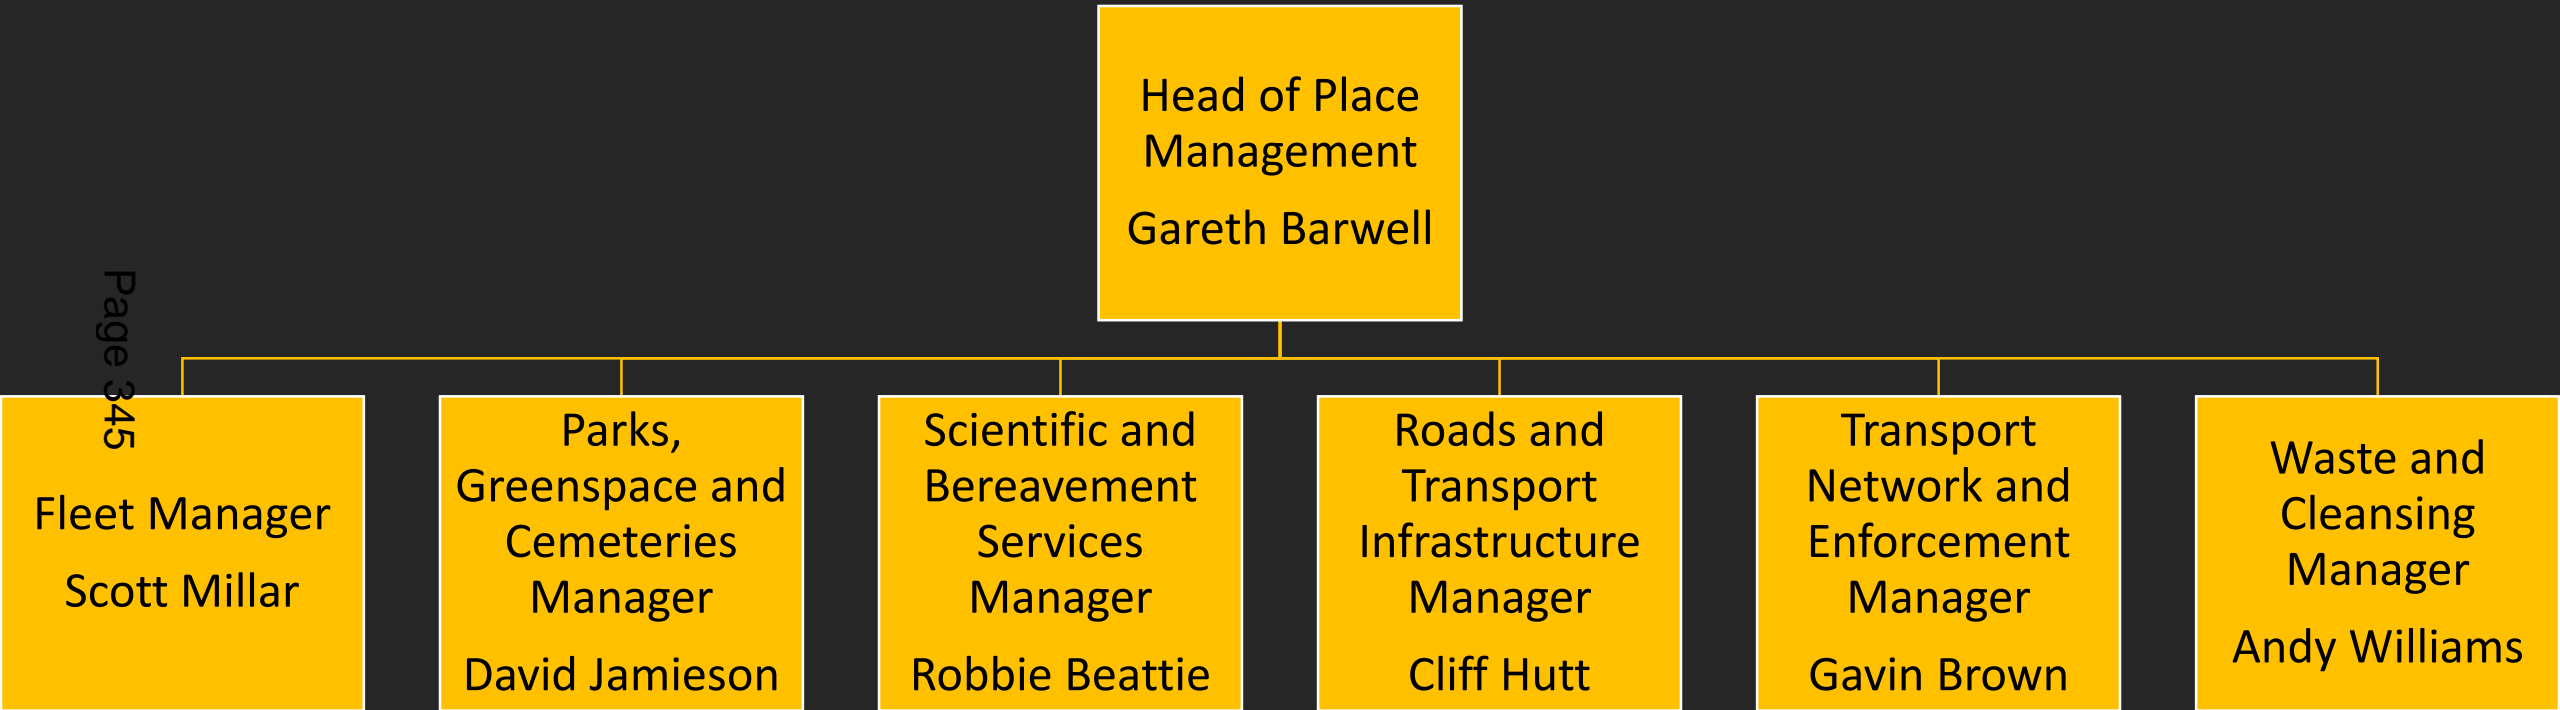 Head of Place
Management
Gareth Barwell
Page 345
Fleet Manager
Scott Millar
Parks,
Greenspace and
Cemeteries
Manager
David Jamieson
Scientific and
Bereavement
Services
Manager
Robbie Beattie
Roads and
Transport
Infrastructure
Manager
Cliff Hutt
Transport
Network and
Enforcement
Manager
Gavin Brown
Waste and
Cleansing
Manager
Andy Williams